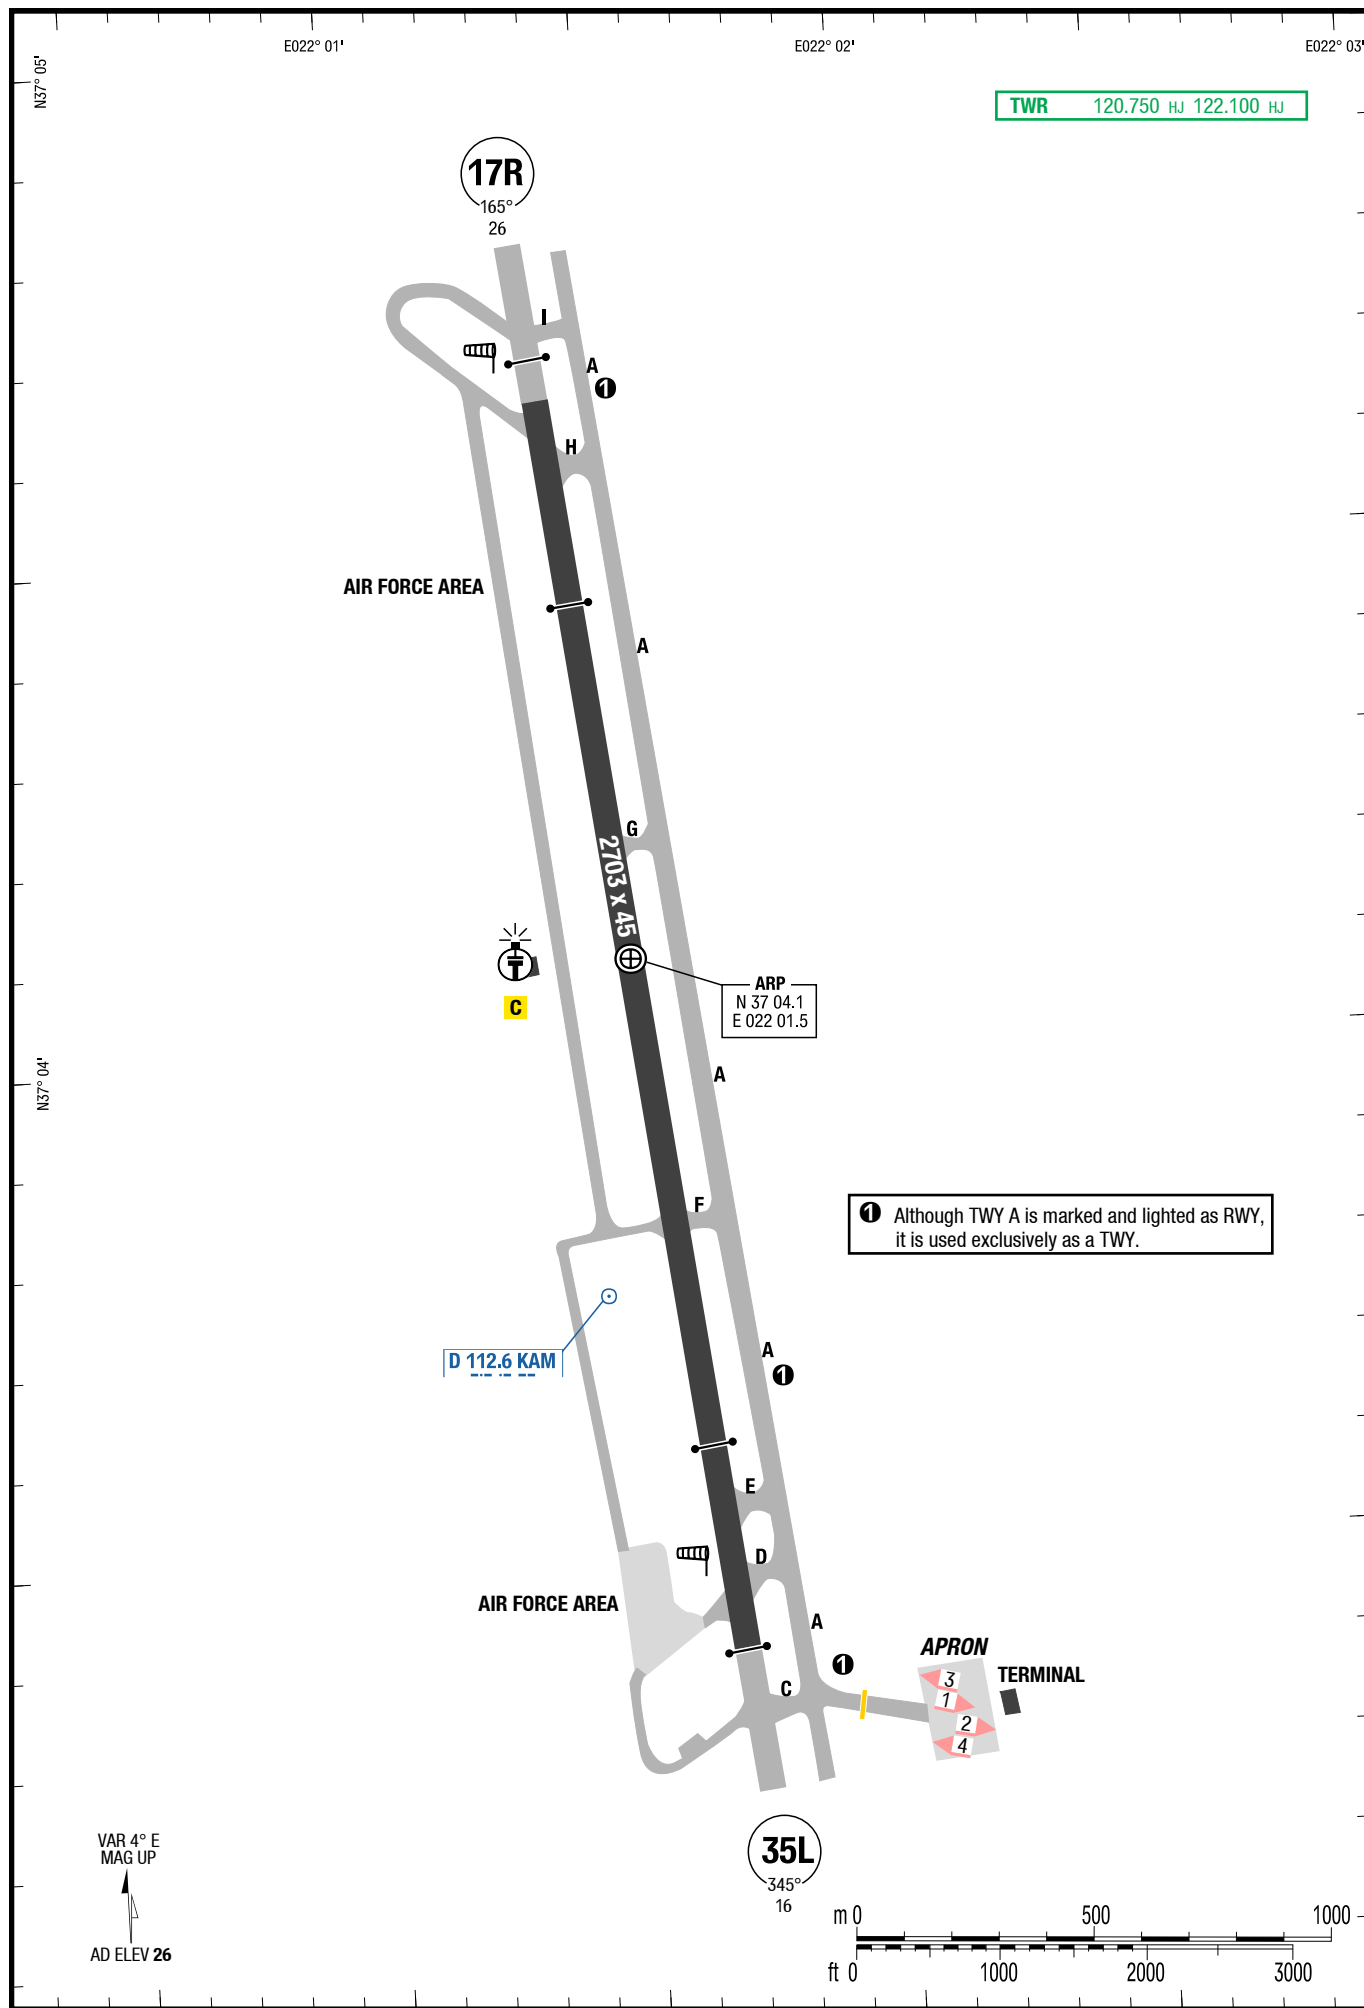 E022° 01'
E022° 02'
E022° 03'
N37° 05'
TWR 120.750 HJ 122.100 HJ
17R
165°
26
I
A
1
H
AIR FORCE AREA
A
G
2703 x 45
C
ARP
N 37 04.1
E 022 01.5
N37° 04'
A
F
1 Although TWY A is marked and lighted as RWY,
it is used exclusively as a TWY.
D 112.6 KAM
A
1
E
D
AIR FORCE AREA
A
1
APRON
TERMINAL
3
1
2
4
C
35L
345°
16
VAR 4° E
MAG UP
AD ELEV 26
m 0 500 1000
ft 0 1000 2000 3000